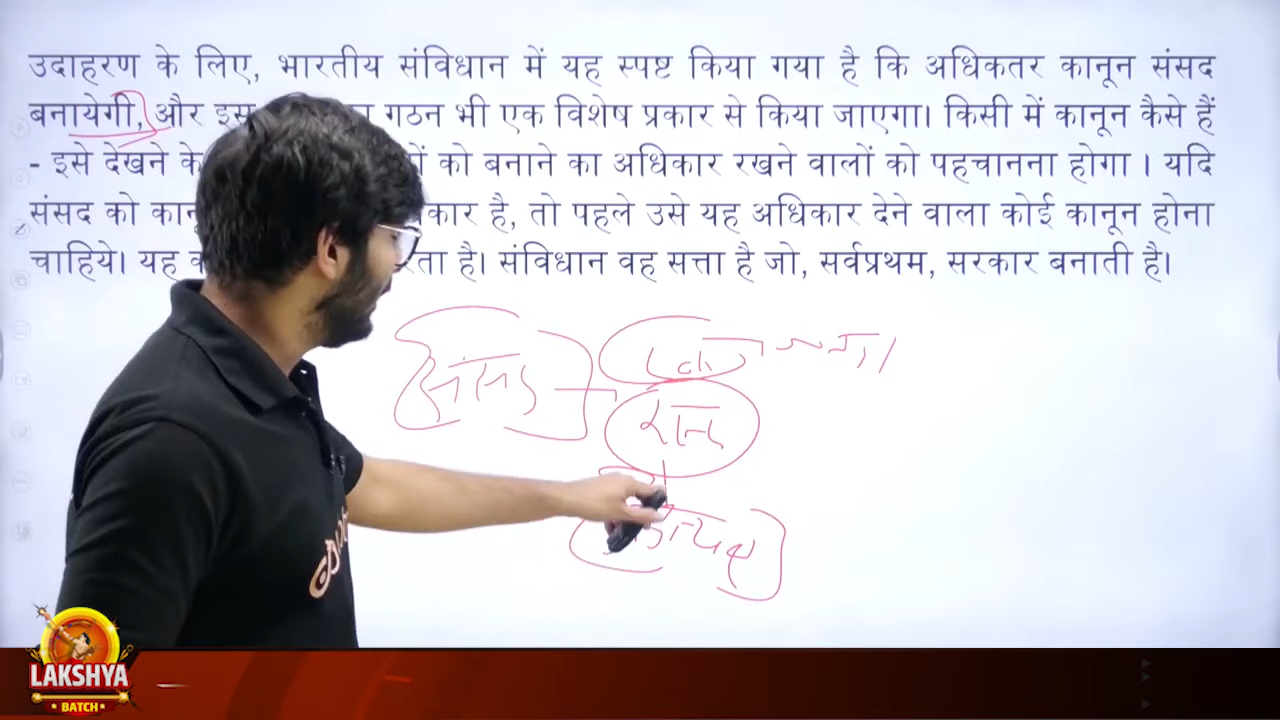 उदाहरण के लिए, भारतीय संविधान में यह स्पष्ट किया गया है कि अधिकतर कानून संसद
बनायेगी, और इस गठन भी एक विशेष प्रकार से किया जाएगा। किसी में कानून कैसे हैं
- इसे देखने के को बनाने का अधिकार रखने वालों को पहचानना होगा । यदि
संसद को है, तो पहले उसे यह अधिकार देने वाला कोई कानून होना
चाहिये। यह है। संविधान वह सत्ता है जो, सर्वप्रथम, सरकार बनाती है।
संसद
LAKSHYA
BATCH